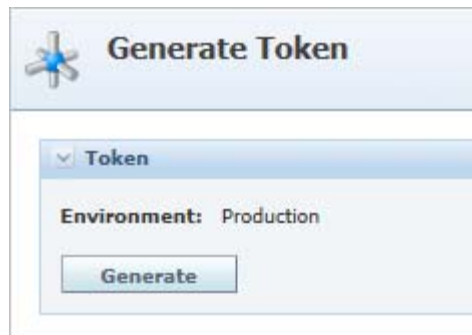 Generate Token
Token
Environment: Production
Generate